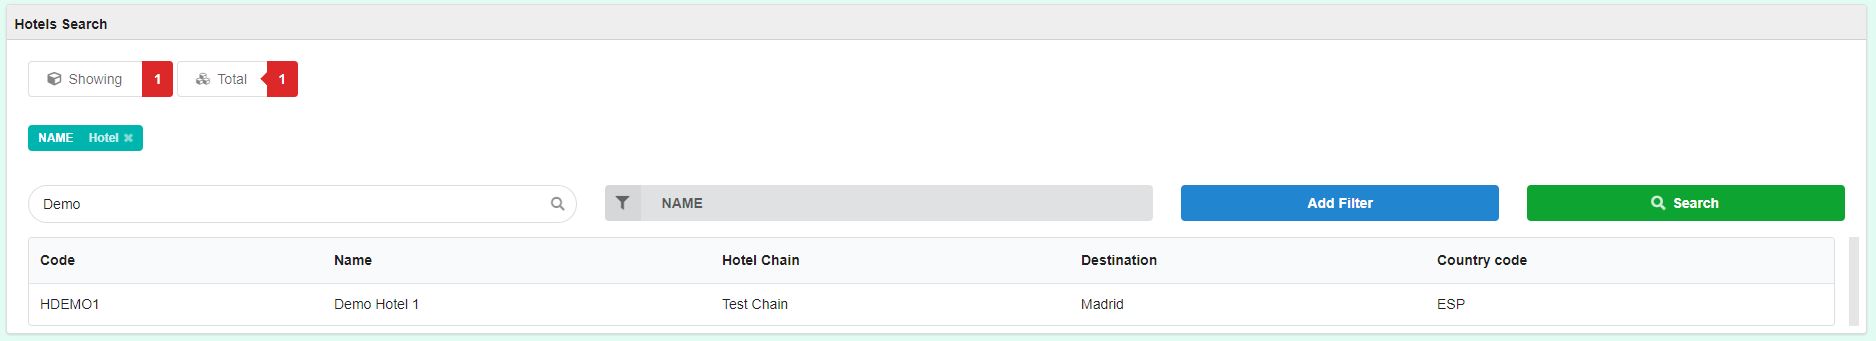 Hotels Search
Showing 1 Total 1
NAME Hotel
Demo NAME Add Filter Search
Code Name Hotel Chain Destination Country code
HDEMO1 Demo Hotel 1 Test Chain Madrid ESP